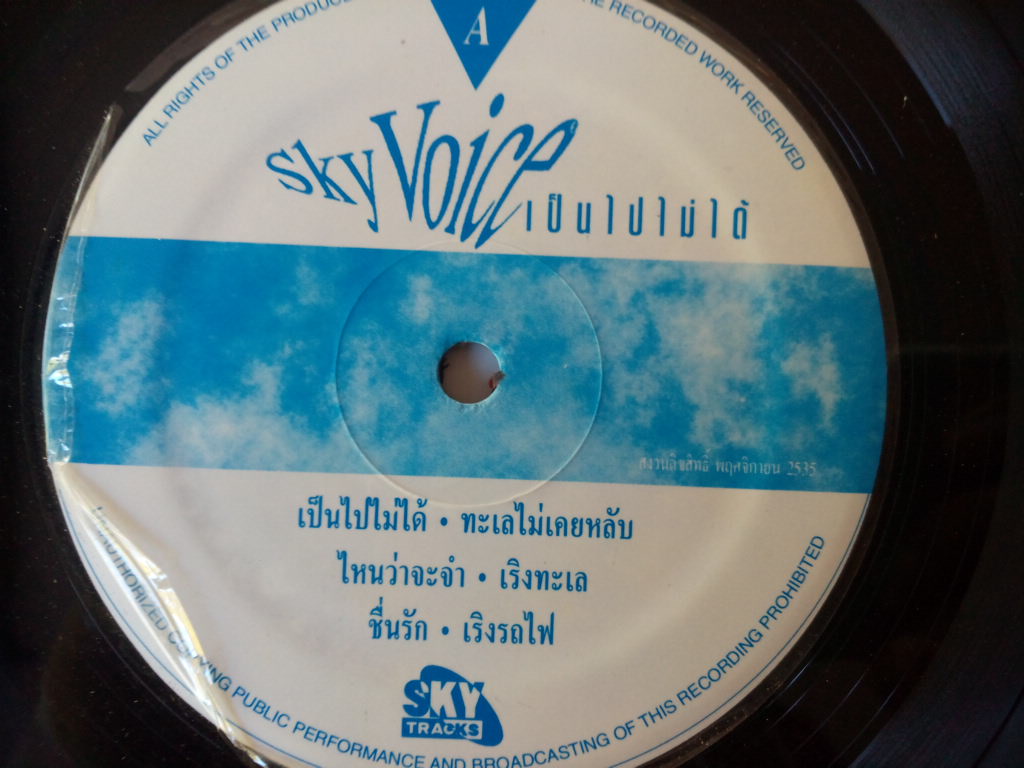 ALL RIGHTS OF THE PRODUCE
RE RECORDED WORK RESERVED
A
Sky Voice
เป็นไปไม่ได้
สงวนลิขสิทธิ์ พฤศจิกายน 2535
เป็นไปไม่ได้ • ทะเลไม่เคยหลับ
ไหนว่าจะจำ • เริงทะเล
ชื่นรัก • เริงรถไฟ
SKY
TRACKS
UNAUTHORIZED COPYING PUBLIC PERFORMANCE AND BROADCASTING OF THIS RECORDING PROHIBITED